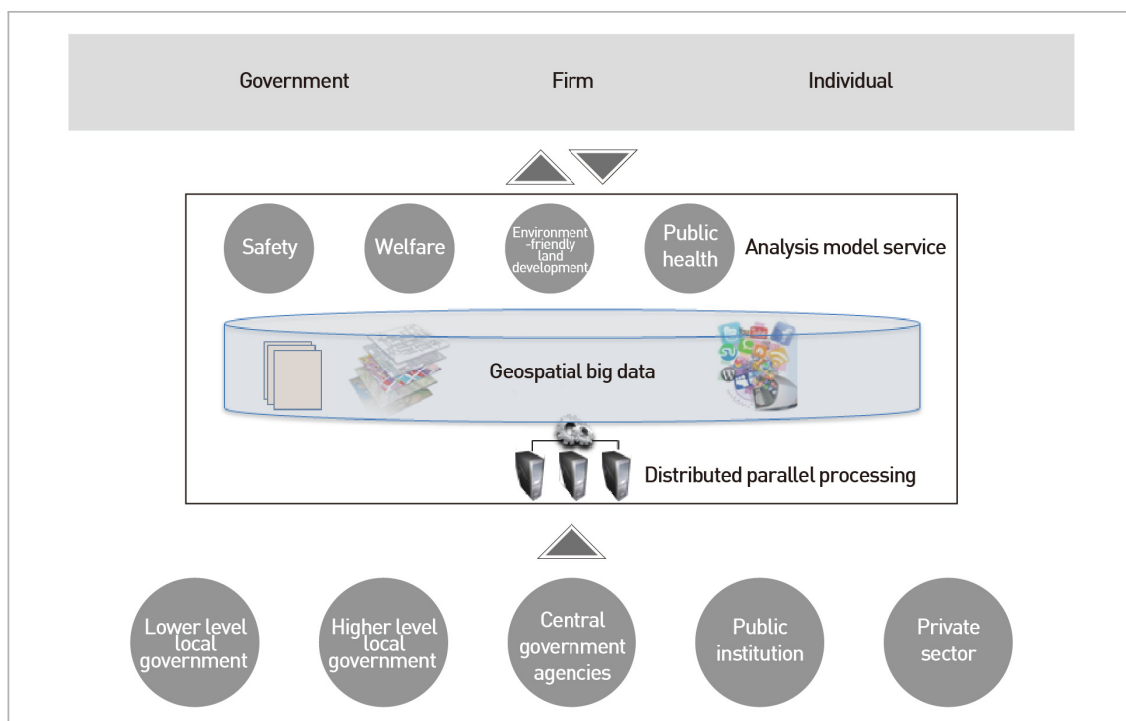 Government
Firm
Individual
Safety
Welfare
Environment
-friendly
land
development
Public
health
Analysis model service
Geospatial big data
Distributed parallel processing
Lower level
local
government
Higher level
local
government
Central
government
agencies
Public
institution
Private
sector